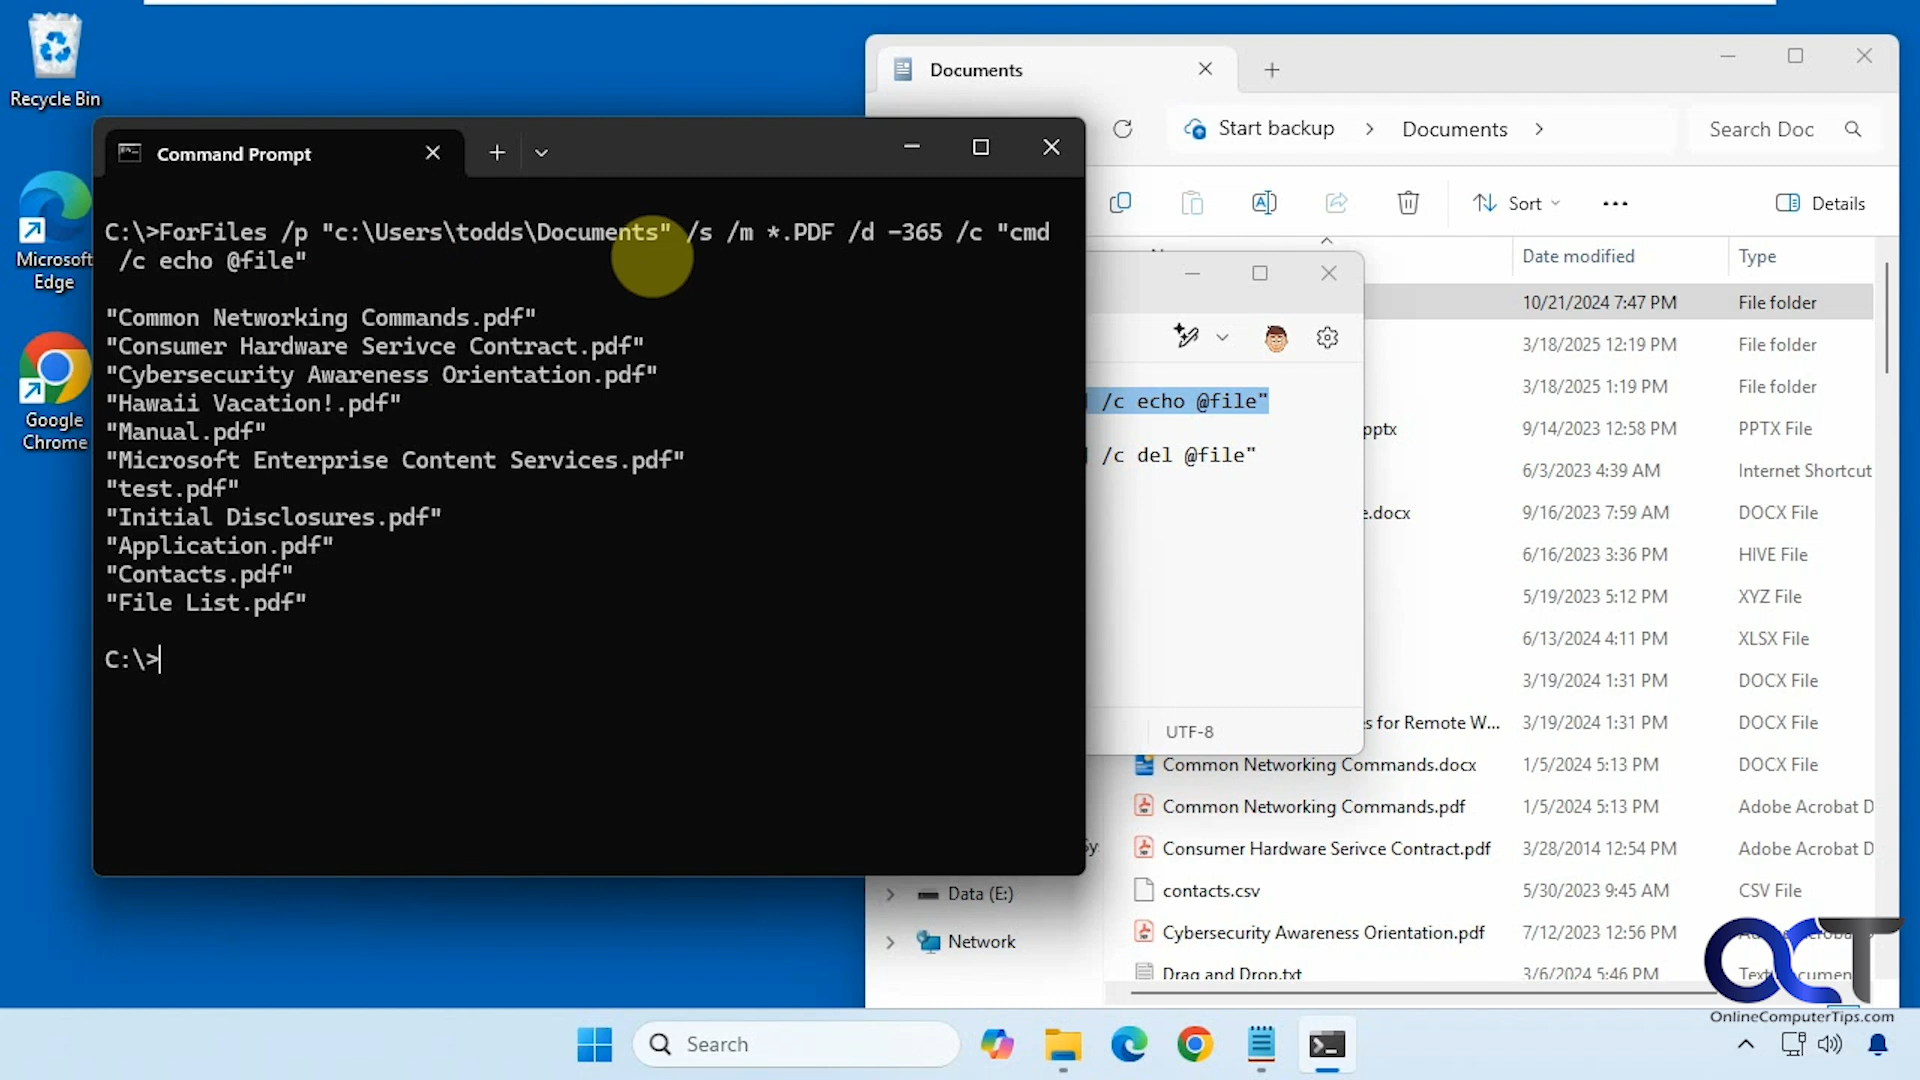 Recycle Bin
Microsoft
Edge
Google
Chrome
Documents
Start backup > Documents >
Search Doc
Sort
Details
Date modified
Type
10/21/2024 7:47 PM File folder
3/18/2025 12:19 PM File folder
3/18/2025 1:19 PM File folder
pptx 9/14/2023 12:58 PM PPTX File
6/3/2023 4:39 AM Internet Shortcut
e.docx 9/16/2023 7:59 AM DOCX File
6/16/2023 3:36 PM HIVE File
5/19/2023 5:12 PM XYZ File
6/13/2024 4:11 PM XLSX File
3/19/2024 1:31 PM DOCX File
s for Remote W... 3/19/2024 1:31 PM DOCX File
Common Networking Commands.docx 1/5/2024 5:13 PM DOCX File
Common Networking Commands.pdf 1/5/2024 5:13 PM Adobe Acrobat D
Consumer Hardware Serivce Contract.pdf 3/28/2014 12:54 PM Adobe Acrobat D
contacts.csv 5/30/2023 9:45 AM CSV File
Cybersecurity Awareness Orientation.pdf 7/12/2023 12:56 PM
Drag and Drop.txt 3/6/2024 5:46 PM
Data (E:)
Network
Command Prompt
C:\>ForFiles /p "c:\Users\todds\Documents" /s /m *.PDF /d -365 /c "cmd
/c echo @file"
"Common Networking Commands.pdf"
"Consumer Hardware Serivce Contract.pdf"
"Cybersecurity Awareness Orientation.pdf"
"Hawaii Vacation!.pdf"
"Manual.pdf"
"Microsoft Enterprise Content Services.pdf"
"test.pdf"
"Initial Disclosures.pdf"
"Application.pdf"
"Contacts.pdf"
"File List.pdf"
C:\>
/c echo @file"
/c del @file"
UTF-8
OCT
OnlineComputerTips.com
Search